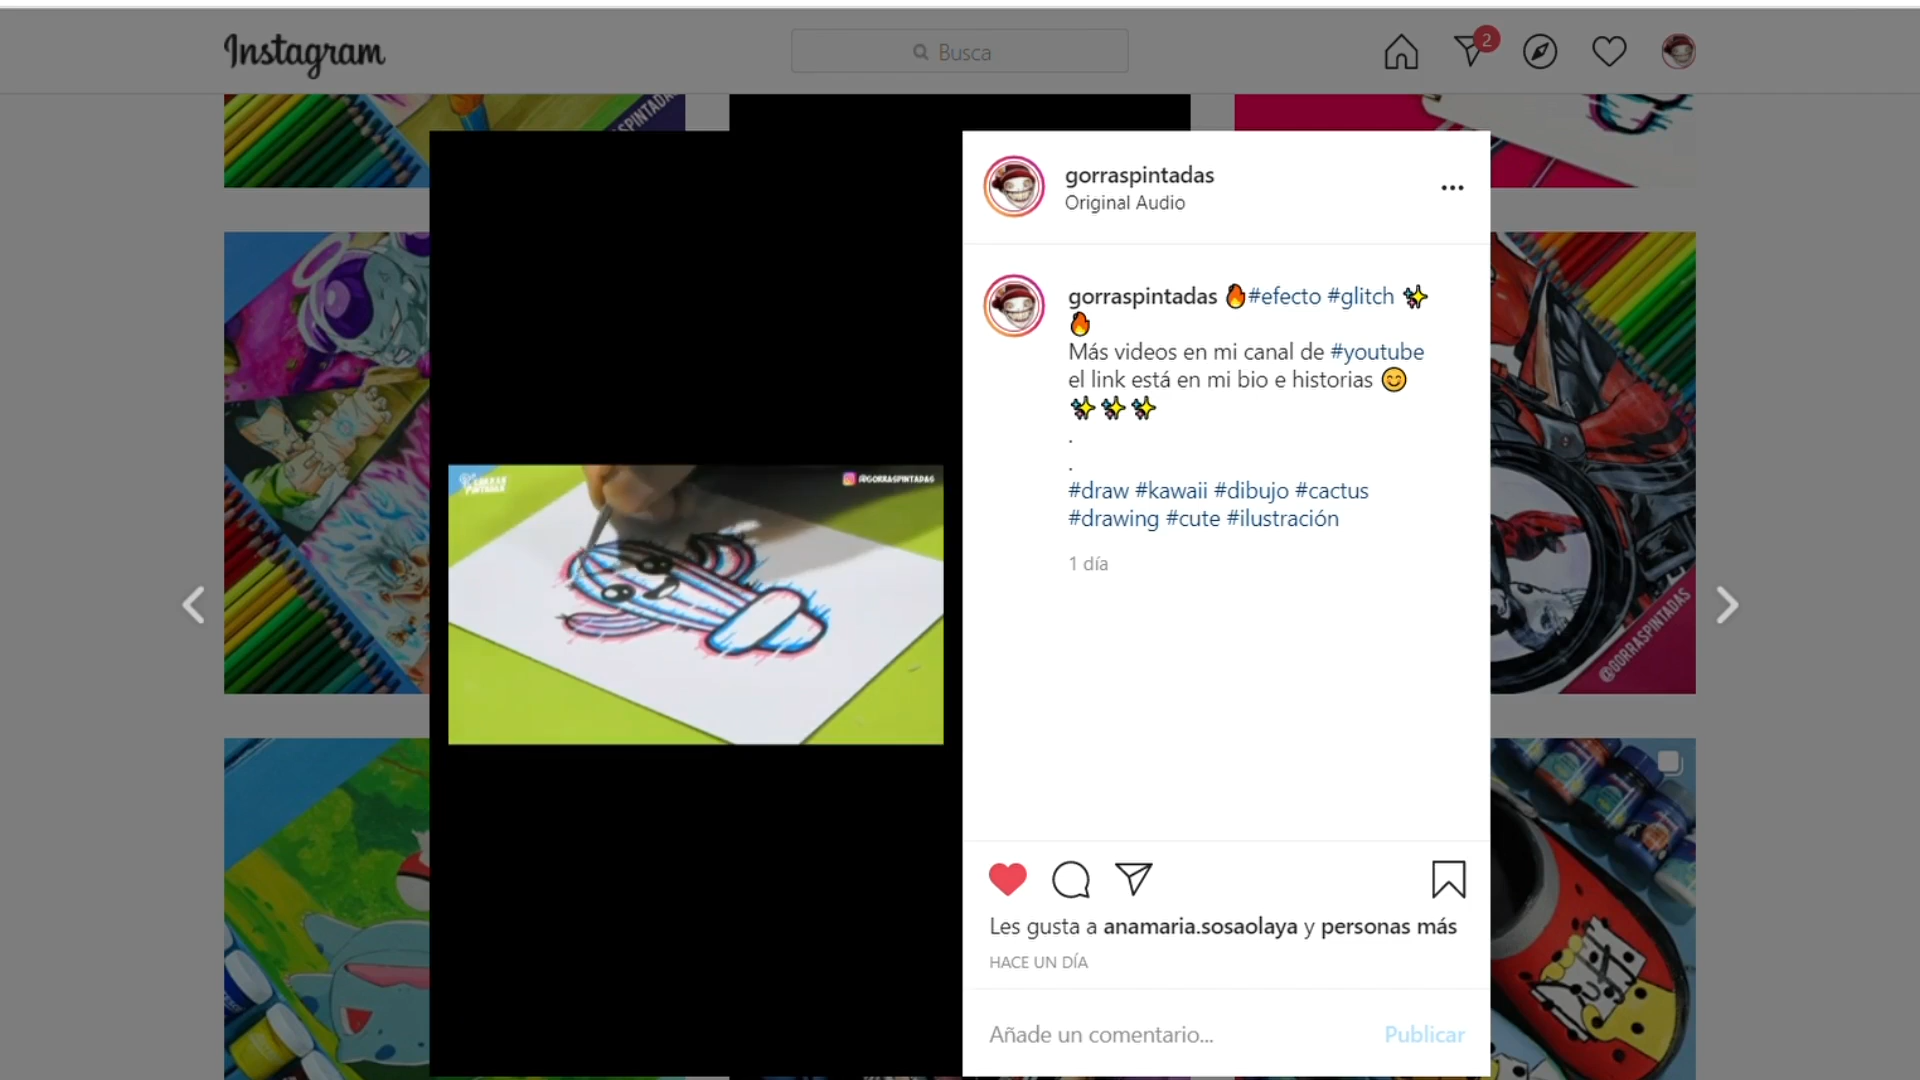 Instagram
Busca
2
gorraspintadas
Original Audio
gorraspintadas 🔥#efecto #glitch ✨
🔥
Más videos en mi canal de #youtube
el link está en mi bio e historias 😊
✨✨✨
.
.
#draw #kawaii #dibujo #cactus
#drawing #cute #ilustración
1 día
@GORRASPINTADAS
@GORRASPINTADAS
Les gusta a anamaria.sosaolaya y personas más
HACE UN DÍA
Añade un comentario...
Publicar